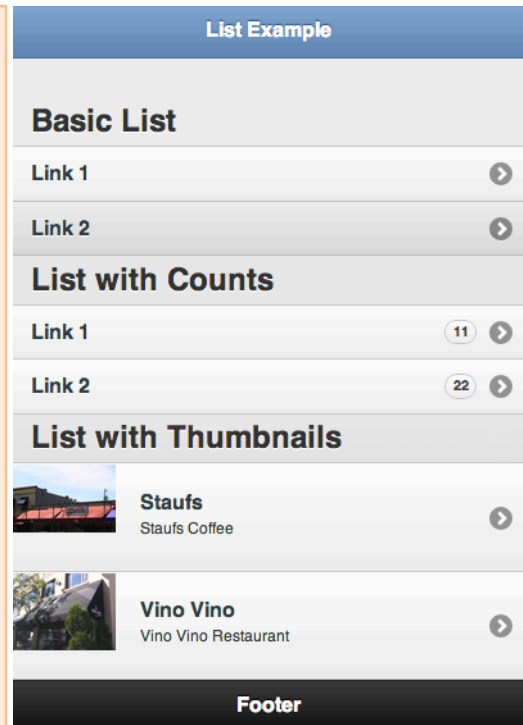 List Example
Basic List
Link 1
Link 2
List with Counts
Link 1 11
Link 2 22
List with Thumbnails
Staufs
Staufs Coffee
Vino Vino
Vino Vino Restaurant
Footer